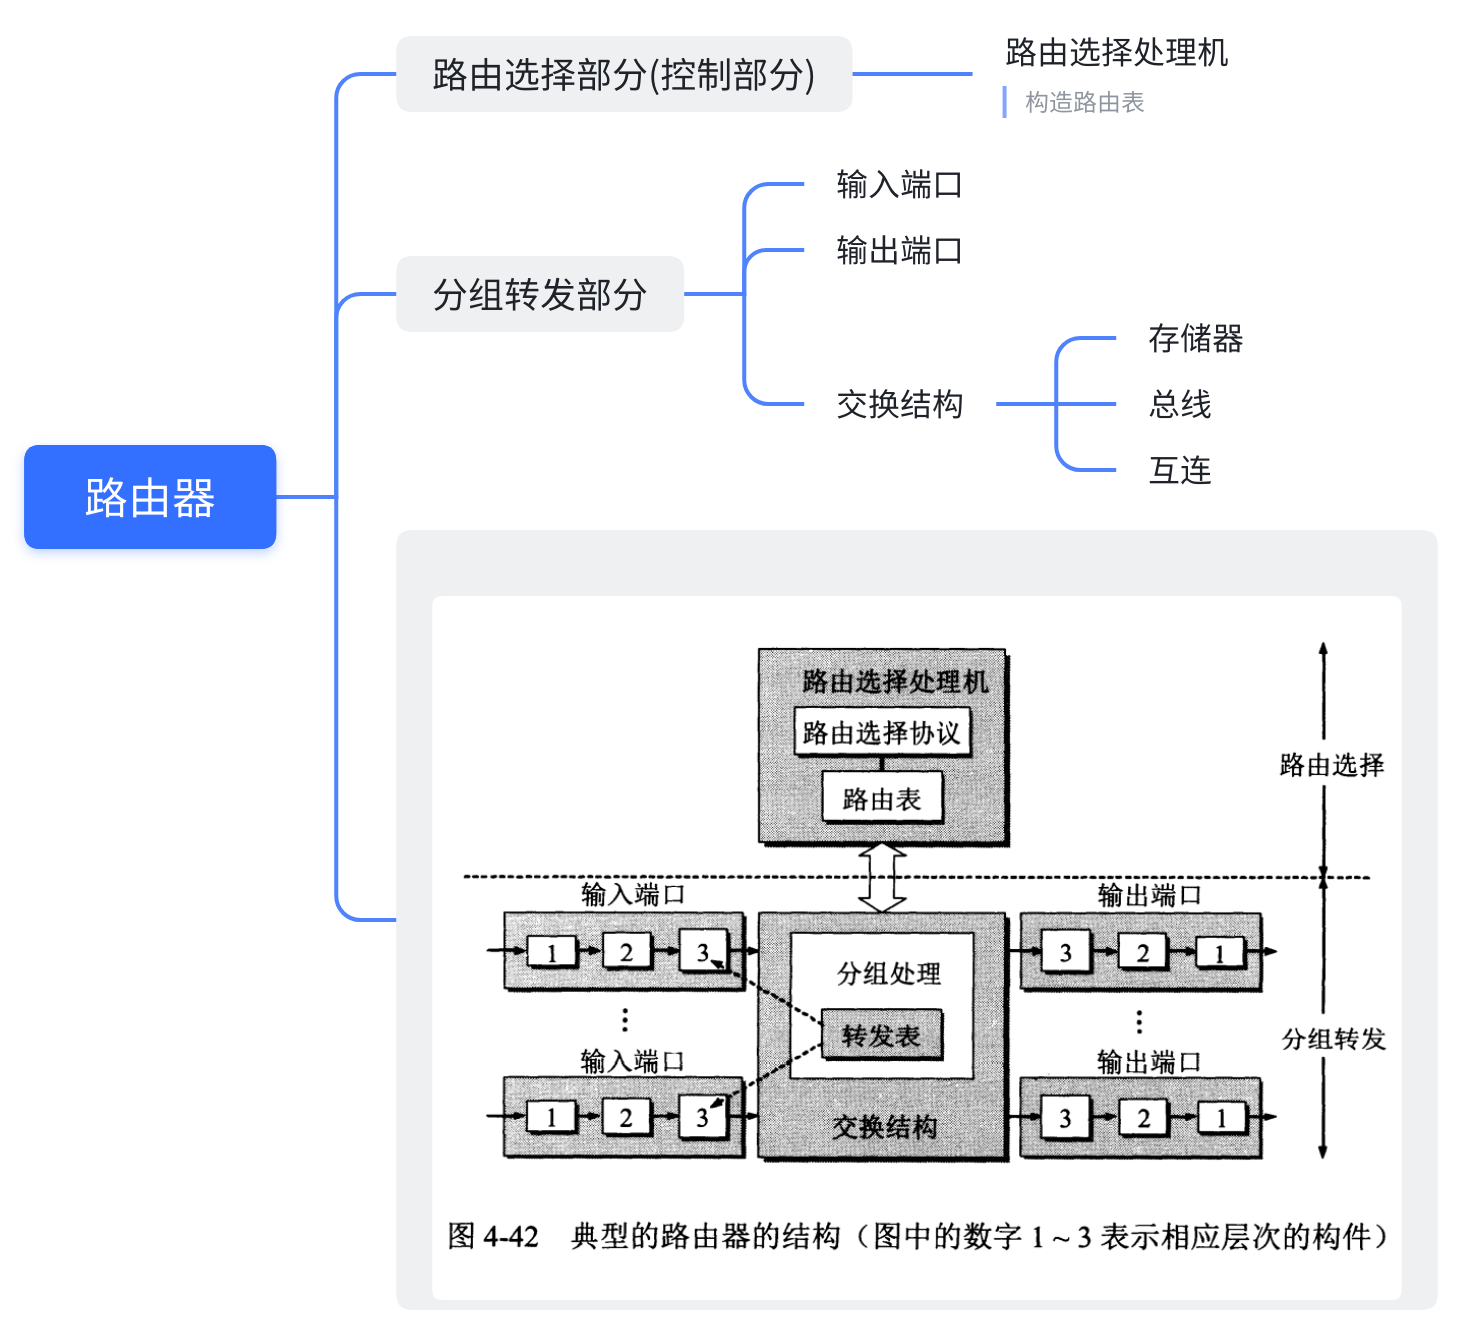 路由选择部分(控制部分)
路由选择处理机
构造路由表
输入端口
输出端口
分组转发部分
存储器
交换结构
总线
互连
路由器
路由选择处理机
路由选择协议
路由表
路由选择
输入端口
输出端口
1 2 3
3 2 1
分组处理
转发表
⋮
⋮
分组转发
输入端口
输出端口
1 2 3
3 2 1
交换结构
图 4-42 典型的路由器的结构（图中的数字 1 ~ 3 表示相应层次的构件）